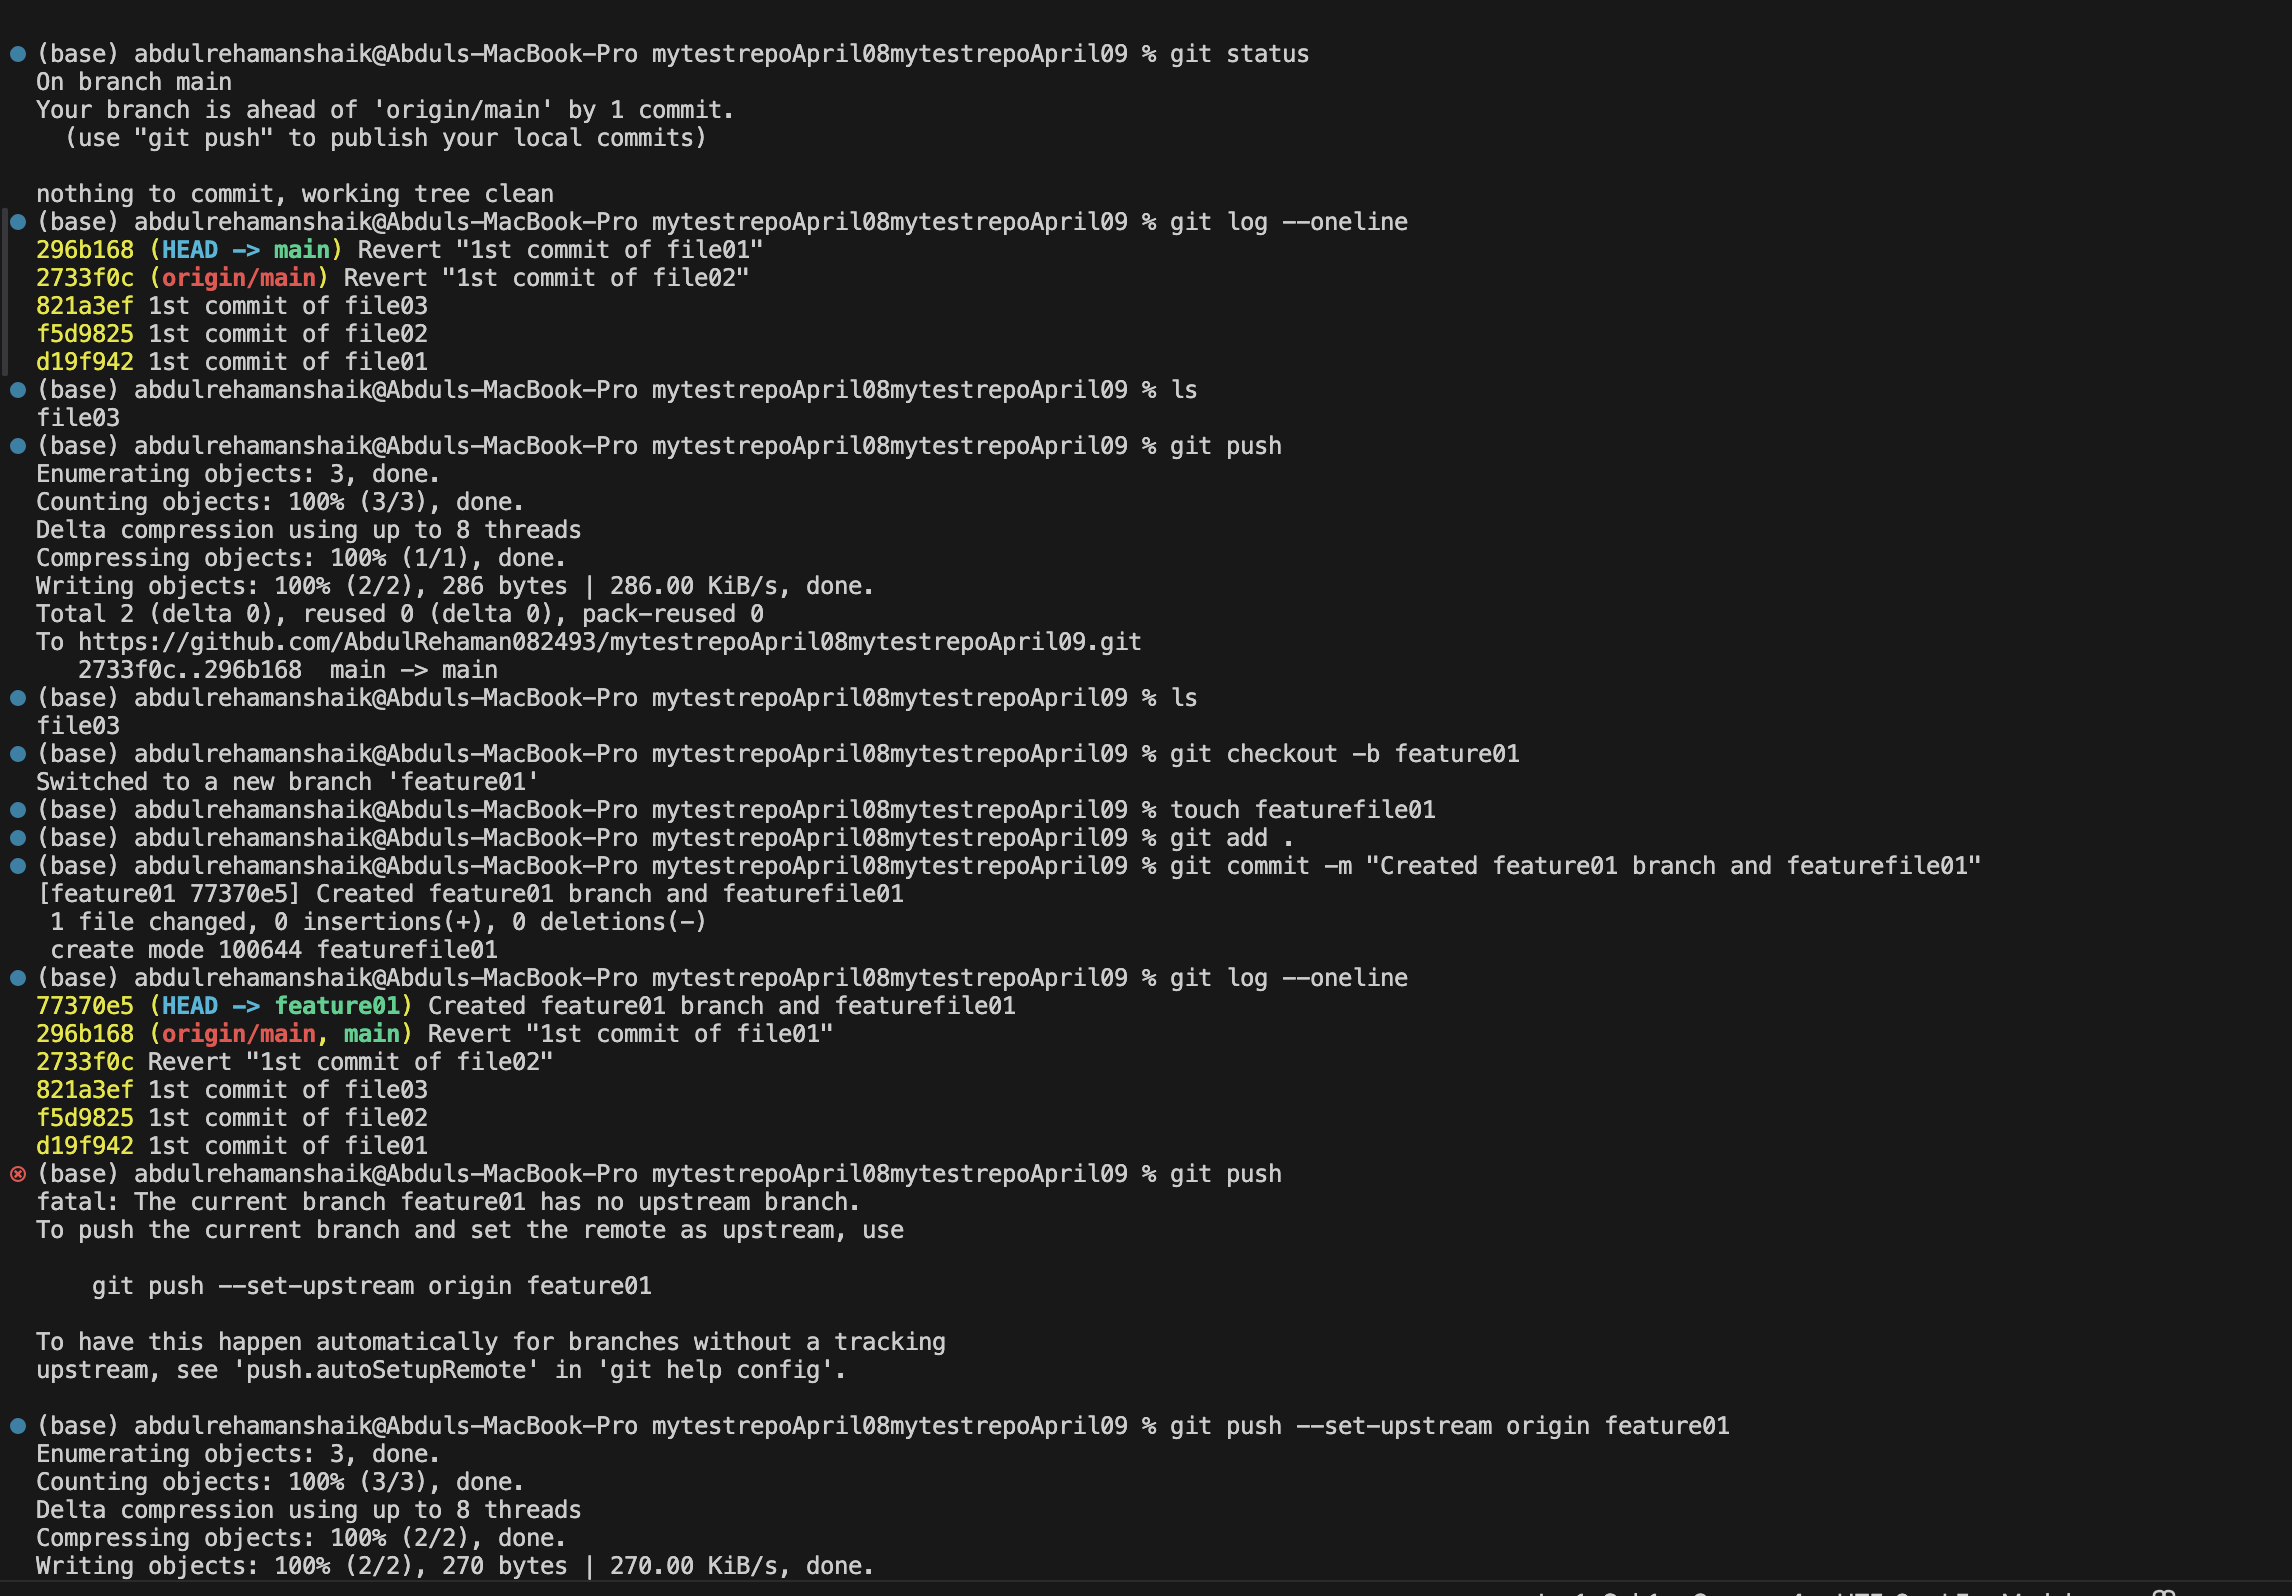 (base) abdulrehamanshaik@Abduls-MacBook-Pro mytestrepoApril08mytestrepoApril09 % git status
On branch main
Your branch is ahead of 'origin/main' by 1 commit.
  (use "git push" to publish your local commits)

nothing to commit, working tree clean
(base) abdulrehamanshaik@Abduls-MacBook-Pro mytestrepoApril08mytestrepoApril09 % git log --oneline
296b168 (HEAD -> main) Revert "1st commit of file01"
2733f0c (origin/main) Revert "1st commit of file02"
821a3ef 1st commit of file03
f5d9825 1st commit of file02
d19f942 1st commit of file01
(base) abdulrehamanshaik@Abduls-MacBook-Pro mytestrepoApril08mytestrepoApril09 % ls
file03
(base) abdulrehamanshaik@Abduls-MacBook-Pro mytestrepoApril08mytestrepoApril09 % git push
Enumerating objects: 3, done.
Counting objects: 100% (3/3), done.
Delta compression using up to 8 threads
Compressing objects: 100% (1/1), done.
Writing objects: 100% (2/2), 286 bytes | 286.00 KiB/s, done.
Total 2 (delta 0), reused 0 (delta 0), pack-reused 0
To https://github.com/AbdulRehaman082493/mytestrepoApril08mytestrepoApril09.git
   2733f0c..296b168  main -> main
(base) abdulrehamanshaik@Abduls-MacBook-Pro mytestrepoApril08mytestrepoApril09 % ls
file03
(base) abdulrehamanshaik@Abduls-MacBook-Pro mytestrepoApril08mytestrepoApril09 % git checkout -b feature01
Switched to a new branch 'feature01'
(base) abdulrehamanshaik@Abduls-MacBook-Pro mytestrepoApril08mytestrepoApril09 % touch featurefile01
(base) abdulrehamanshaik@Abduls-MacBook-Pro mytestrepoApril08mytestrepoApril09 % git add .
(base) abdulrehamanshaik@Abduls-MacBook-Pro mytestrepoApril08mytestrepoApril09 % git commit -m "Created feature01 branch and featurefile01"
[feature01 77370e5] Created feature01 branch and featurefile01
 1 file changed, 0 insertions(+), 0 deletions(-)
 create mode 100644 featurefile01
(base) abdulrehamanshaik@Abduls-MacBook-Pro mytestrepoApril08mytestrepoApril09 % git log --oneline
77370e5 (HEAD -> feature01) Created feature01 branch and featurefile01
296b168 (origin/main, main) Revert "1st commit of file01"
2733f0c Revert "1st commit of file02"
821a3ef 1st commit of file03
f5d9825 1st commit of file02
d19f942 1st commit of file01
(base) abdulrehamanshaik@Abduls-MacBook-Pro mytestrepoApril08mytestrepoApril09 % git push
fatal: The current branch feature01 has no upstream branch.
To push the current branch and set the remote as upstream, use

    git push --set-upstream origin feature01

To have this happen automatically for branches without a tracking
upstream, see 'push.autoSetupRemote' in 'git help config'.

(base) abdulrehamanshaik@Abduls-MacBook-Pro mytestrepoApril08mytestrepoApril09 % git push --set-upstream origin feature01
Enumerating objects: 3, done.
Counting objects: 100% (3/3), done.
Delta compression using up to 8 threads
Compressing objects: 100% (2/2), done.
Writing objects: 100% (2/2), 270 bytes | 270.00 KiB/s, done.